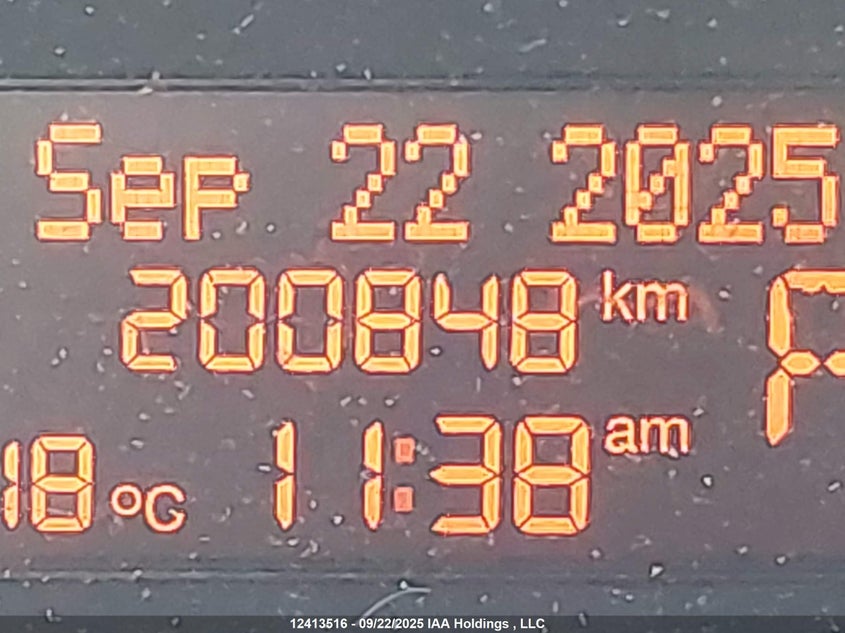 Sep 22 2025
200848 km
18 °C 11:38 am
12413516 - 09/22/2025 IAA Holdings , LLC